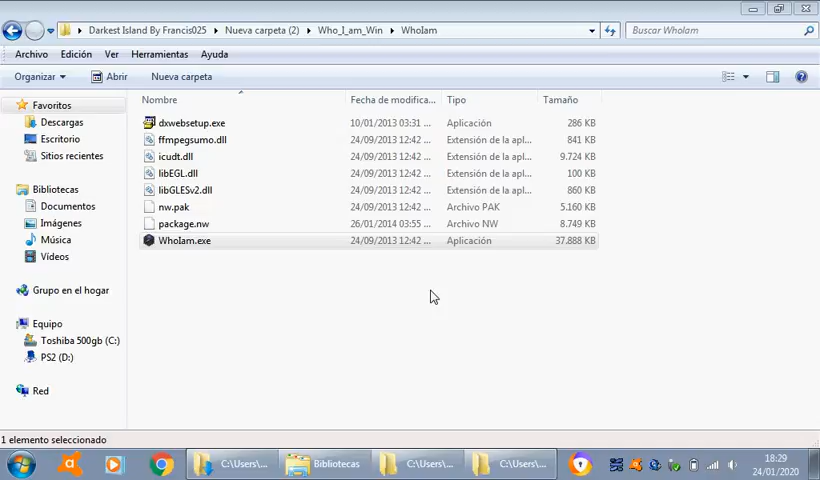 Darkest Island By Francis025 Nueva carpeta (2) Who_I_am_Win WhoIam Buscar WhoIam
Archivo Edición Ver Herramientas Ayuda
Organizar Abrir Nueva carpeta
Favoritos
Descargas
Escritorio
Sitios recientes
Bibliotecas
Documentos
Imágenes
Música
Vídeos
Grupo en el hogar
Equipo
Toshiba 500gb (C:)
PS2 (D:)
Red
Nombre Fecha de modifica... Tipo Tamaño
dxwebsetup.exe 10/01/2013 03:31 ... Aplicación 286 KB
ffmpegsumo.dll 24/09/2013 12:42 ... Extensión de la apl... 841 KB
icudt.dll 24/09/2013 12:42 ... Extensión de la apl... 9.724 KB
libEGL.dll 24/09/2013 12:42 ... Extensión de la apl... 100 KB
libGLESv2.dll 24/09/2013 12:42 ... Extensión de la apl... 860 KB
nw.pak 24/09/2013 12:42 ... Archivo PAK 5.160 KB
package.nw 26/01/2014 03:55 ... Archivo NW 8.749 KB
WhoIam.exe 24/09/2013 12:42 ... Aplicación 37.888 KB
1 elemento seleccionado
C:\Users\... Bibliotecas C:\Users\... C:\Users\... 18:29
24/01/2020